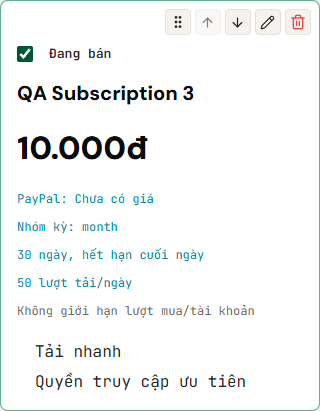 Đang bán
QA Subscription 3
10.000đ
PayPal: Chưa có giá
Nhóm kỳ: month
30 ngày, hết hạn cuối ngày
50 lượt tải/ngày
Không giới hạn lượt mua/tài khoản
Tải nhanh
Quyền truy cập ưu tiên